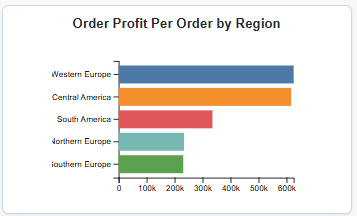 Order Profit Per Order by Region
Western Europe
Central America
South America
Northern Europe
Southern Europe
0 100k 200k 300k 400k 500k 600k